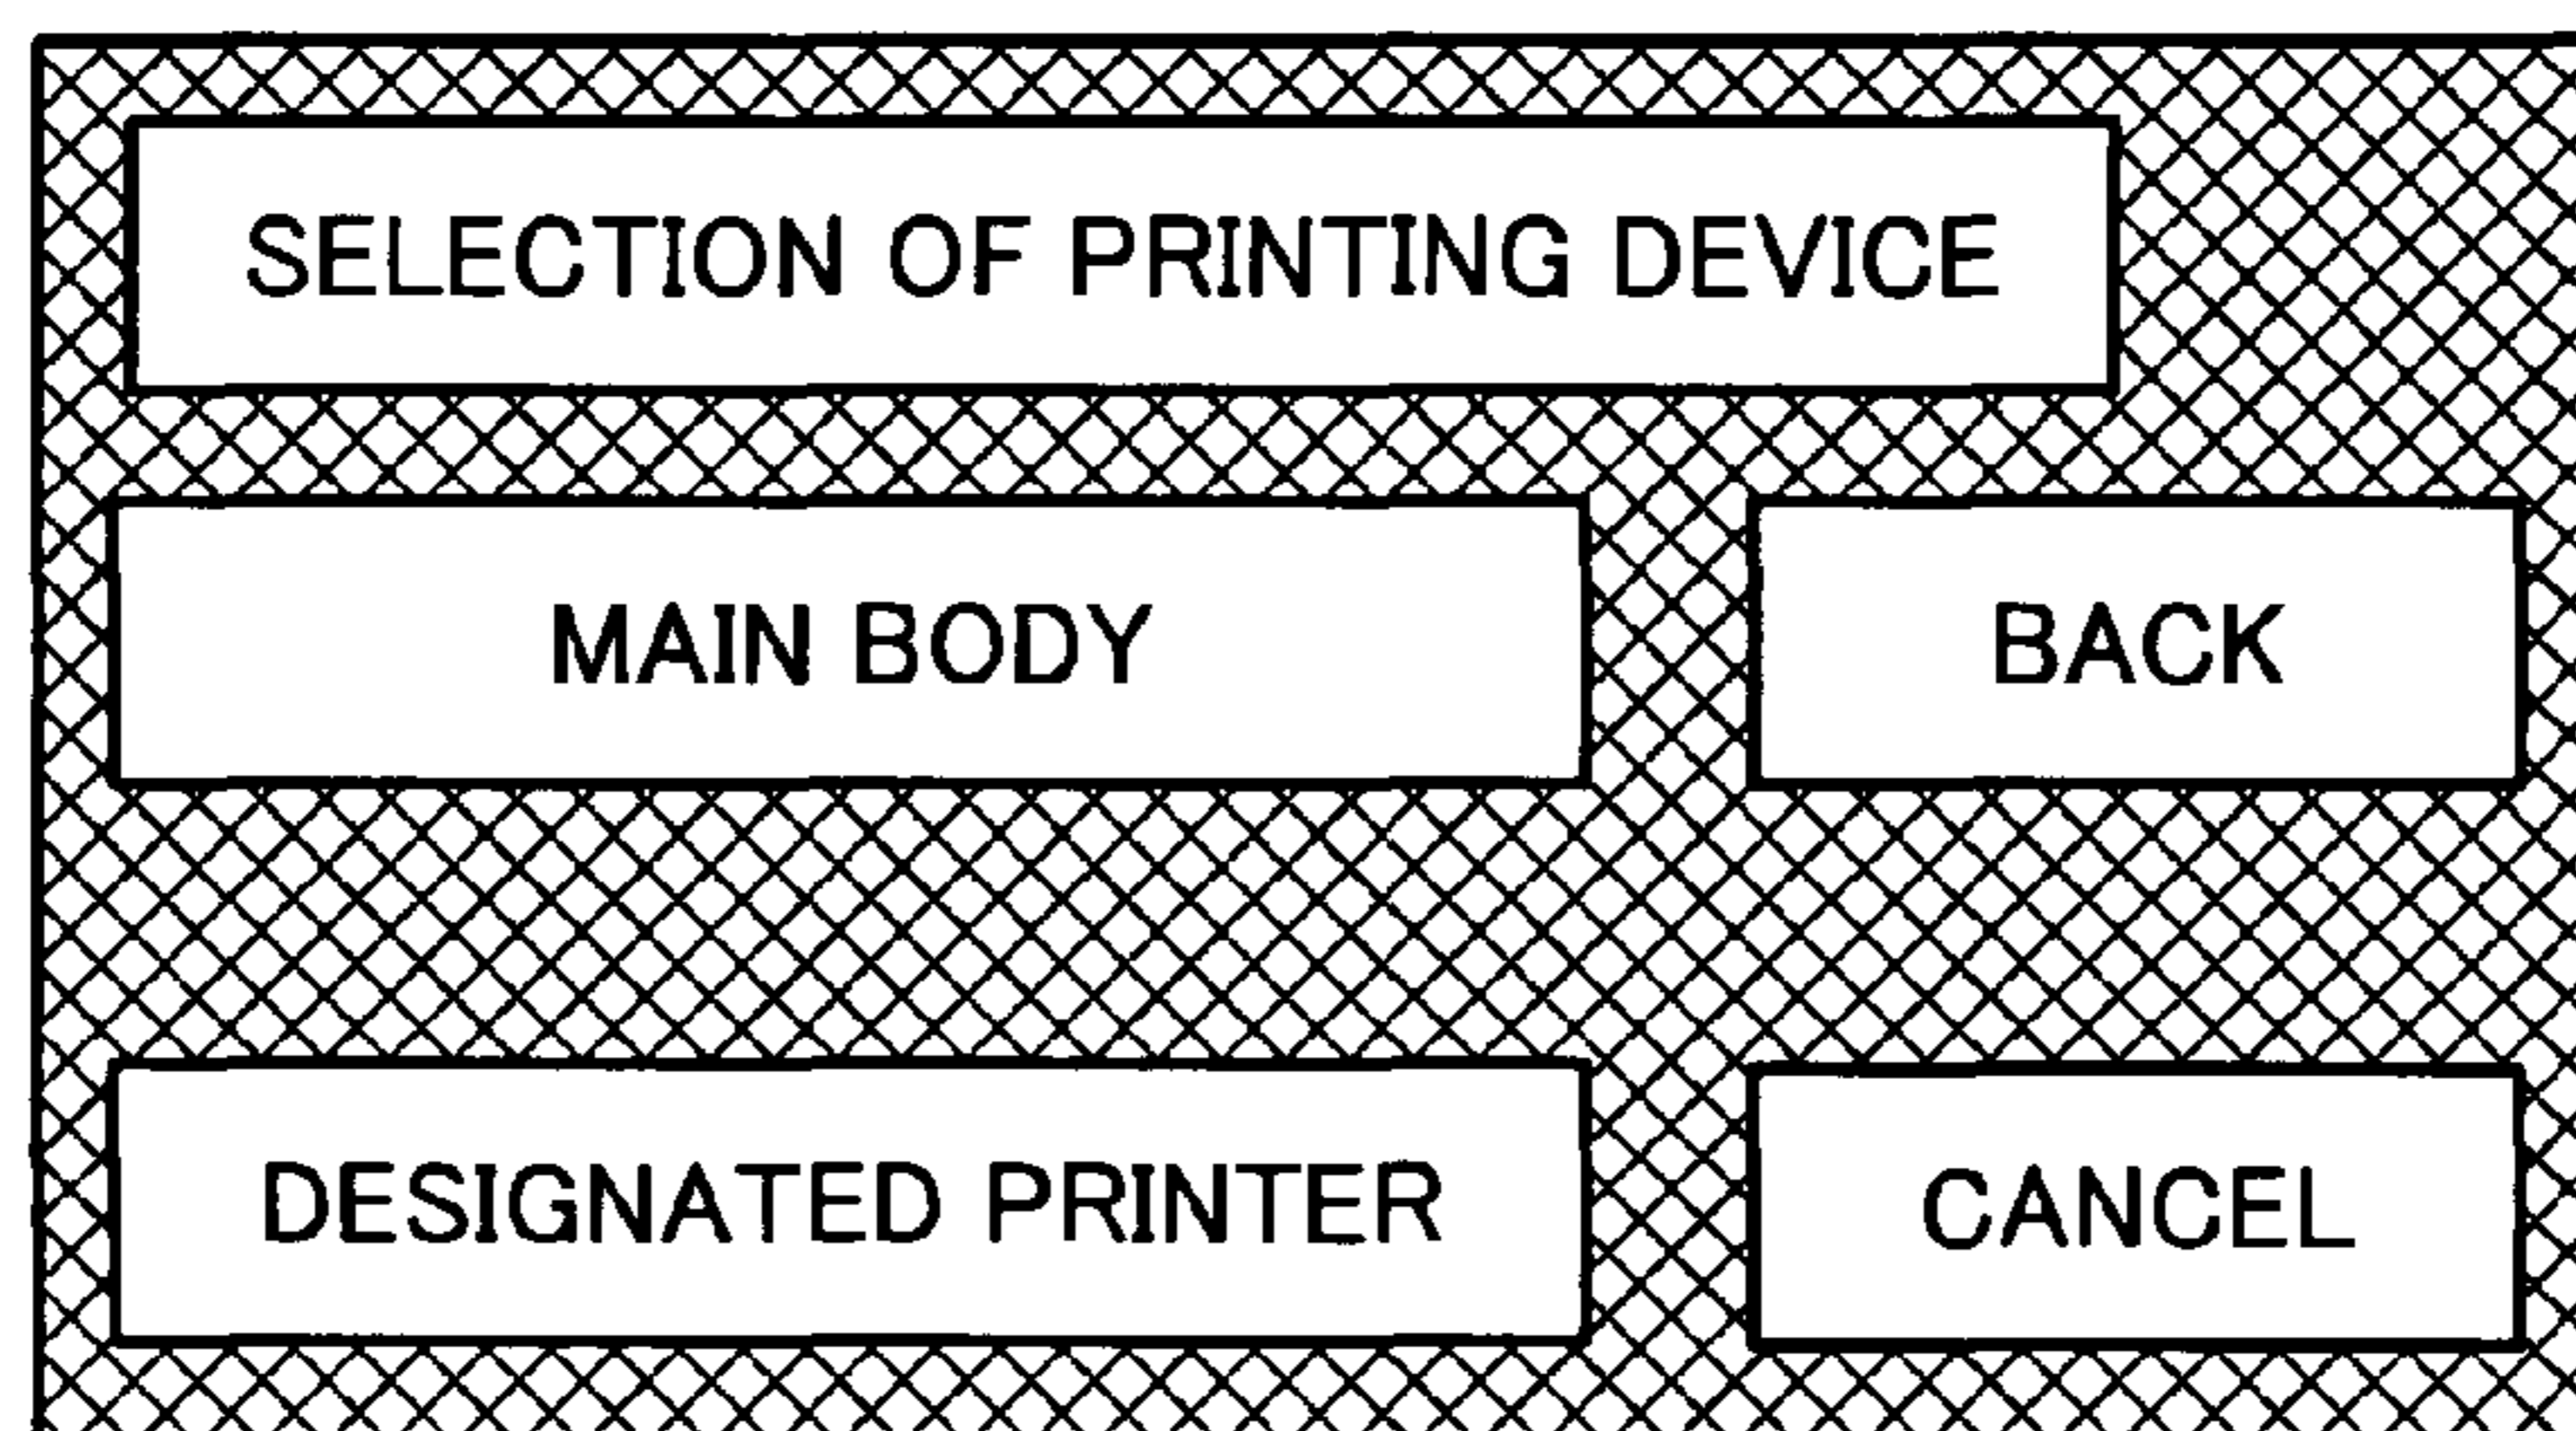 SELECTION OF PRINTING DEVICE
MAIN BODY
BACK
DESIGNATED PRINTER
CANCEL